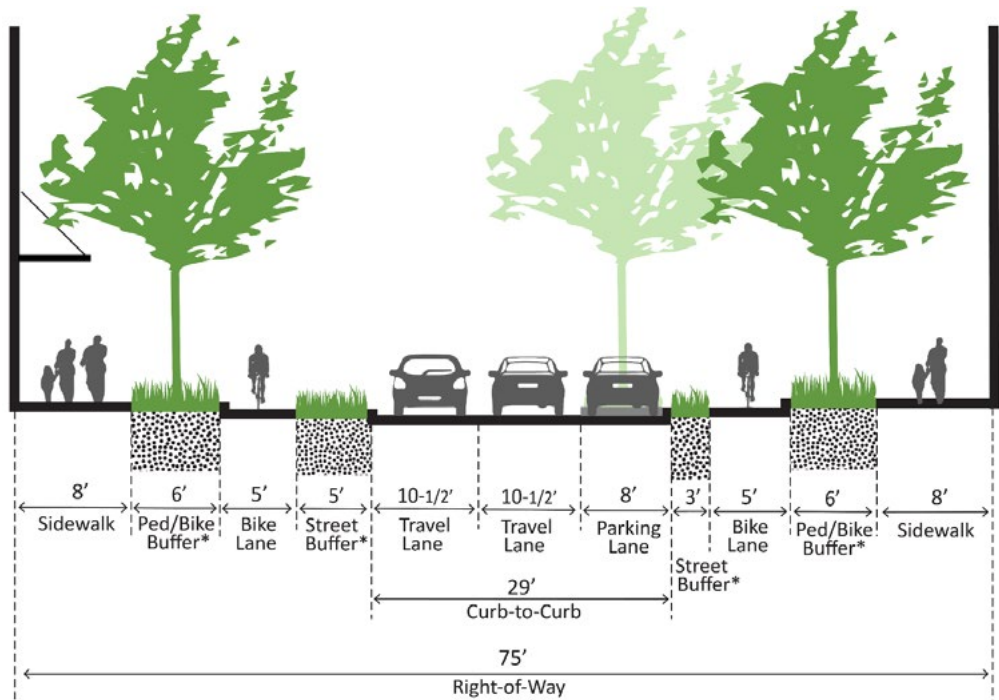 8’
Sidewalk
6’
Ped/Bike
Buffer*
5’
Bike
Lane
5’
Street
Buffer*
10-1/2’
Travel
Lane
10-1/2’
Travel
Lane
8’
Parking
Lane
3’
Street
Buffer*
5’
Bike
Lane
6’
Ped/Bike
Buffer*
8’
Sidewalk
29’
Curb-to-Curb
75’
Right-of-Way